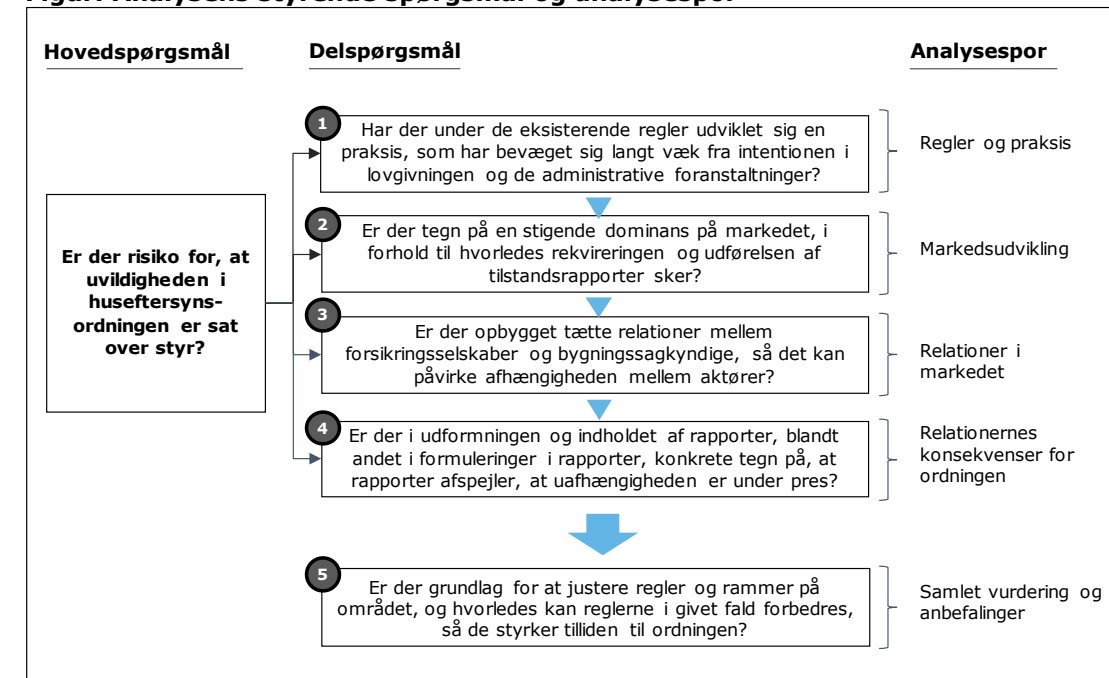 Figur: Analysens styrende spørgsmål og analysespor
Hovedspørgsmål
Delspørgsmål
Analysespor
Er der risiko for, at
uvildigheden i
huseftersyns-
ordningen er sat
over styr?
1
Har der under de eksisterende regler udviklet sig en
praksis, som har bevæget sig langt væk fra intentionen i
lovgivningen og de administrative foranstaltninger?
Regler og praksis
2
Er der tegn på en stigende dominans på markedet, i
forhold til hvorledes rekvireringen og udførelsen af
tilstandsrapporter sker?
Markedsudvikling
3
Er der opbygget tætte relationer mellem
forsikringsselskaber og bygningssagkyndige, så det kan
påvirke afhængigheden mellem aktører?
Relationer i
markedet
4
Er der i udformningen og indholdet af rapporter, blandt
andet i formuleringer i rapporter, konkrete tegn på, at
rapporter afspejler, at uafhængigheden er under pres?
Relationernes
konsekvenser for
ordningen
5
Er der grundlag for at justere regler og rammer på
området, og hvorledes kan reglerne i givet fald forbedres,
så de styrker tilliden til ordningen?
Samlet vurdering og
anbefalinger